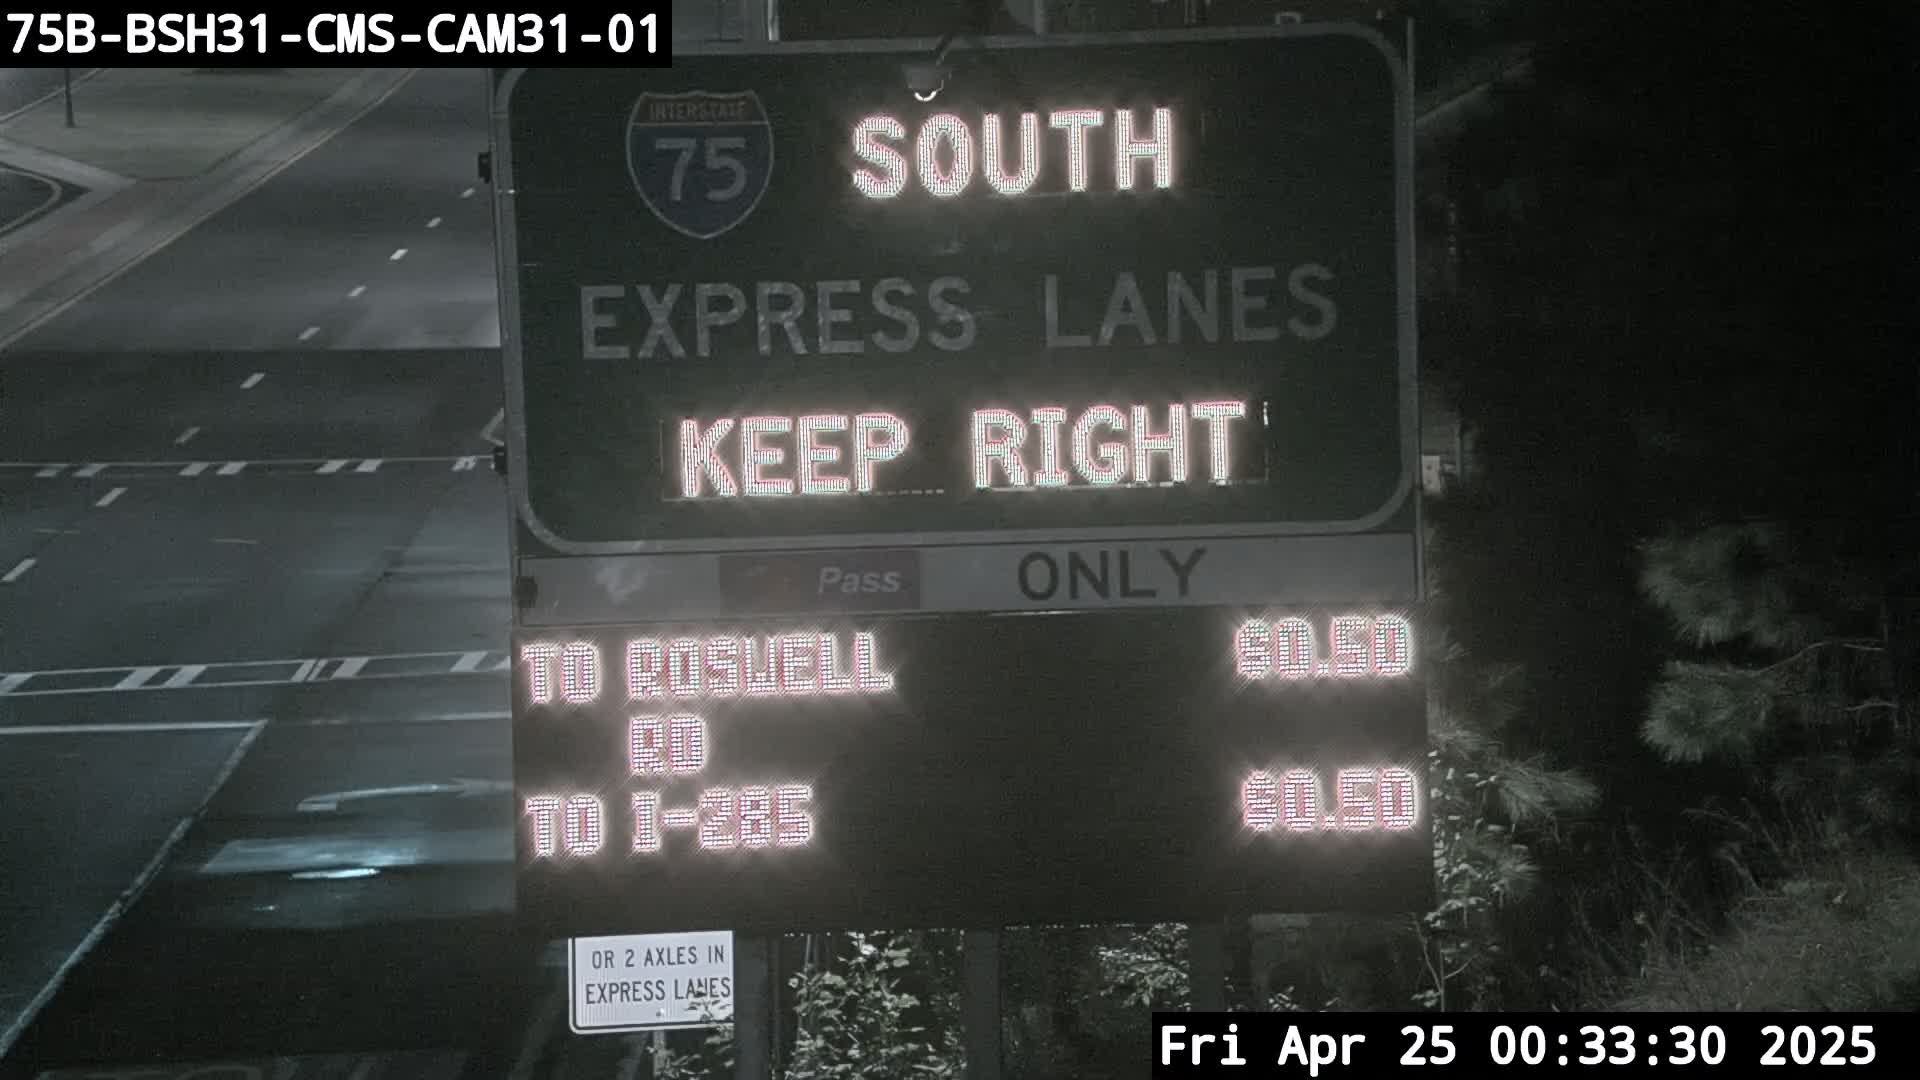 75B-BSH31-CMS-CAM31-01
INTERSTATE
75
SOUTH
EXPRESS LANES
KEEP RIGHT
Pass ONLY
TO ROSWELL $0.50
RD
TO I-285 $0.50
OR 2 AXLES IN
EXPRESS LANES
Fri Apr 25 00:33:30 2025